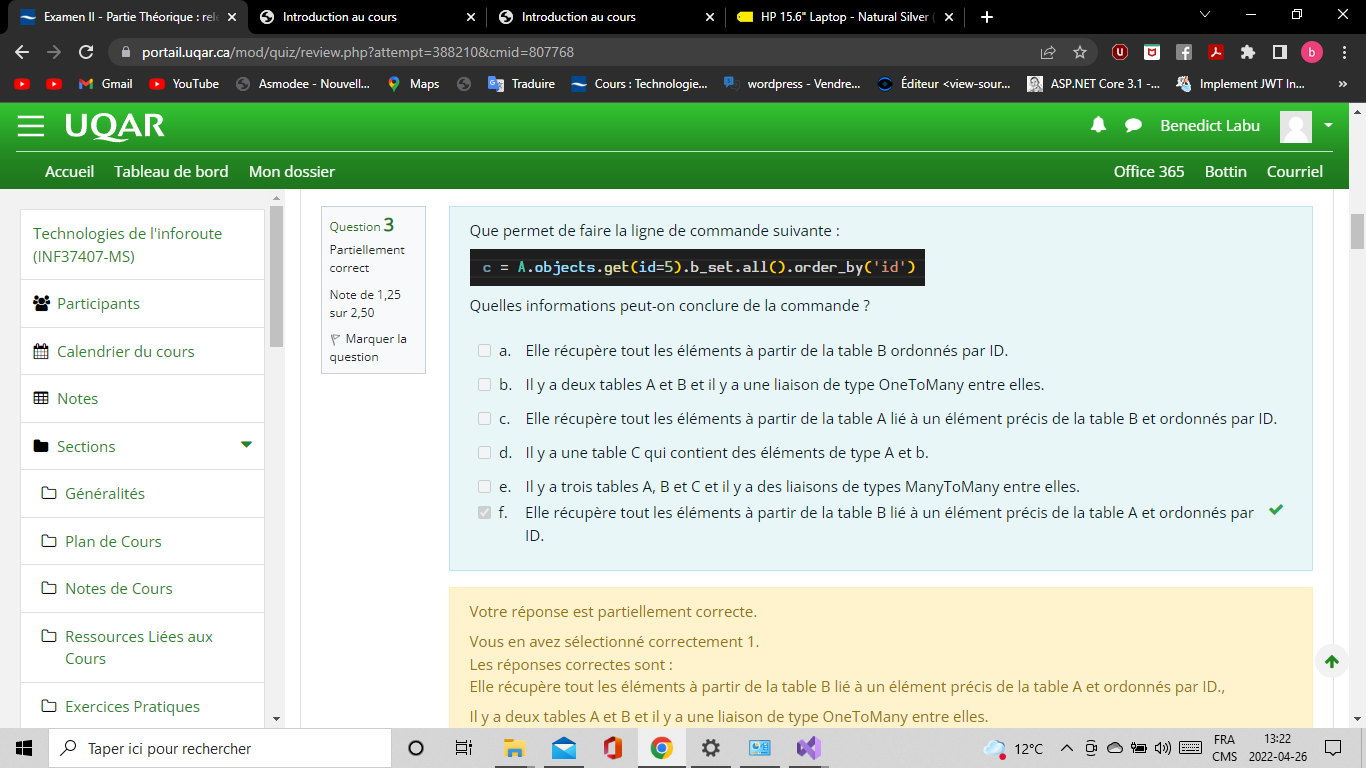 Examen II - Partie Théorique : rele
Introduction au cours
Introduction au cours
HP 15.6" Laptop - Natural Silver (
portail.uqar.ca/mod/quiz/review.php?attempt=388210&cmid=807768
b
Gmail
YouTube
Asmodee - Nouvell...
Maps
Traduire
Cours : Technologie...
wordpress - Vendre...
Éditeur <view-sour...
ASP.NET Core 3.1 -...
Implement JWT In...
»
UQAR
Benedict Labu
Accueil
Tableau de bord
Mon dossier
Office 365
Bottin
Courriel
Technologies de l'inforoute
(INF37407-MS)
Participants
Calendrier du cours
Notes
Sections
Généralités
Plan de Cours
Notes de Cours
Ressources Liées aux
Cours
Exercices Pratiques
Question 3
Partiellement
correct
Note de 1,25
sur 2,50
Marquer la
question
Que permet de faire la ligne de commande suivante :
c = A.objects.get(id=5).b_set.all().order_by('id')
Quelles informations peut-on conclure de la commande ?
a. Elle récupère tout les éléments à partir de la table B ordonnés par ID.
b. Il y a deux tables A et B et il y a une liaison de type OneToMany entre elles.
c. Elle récupère tout les éléments à partir de la table A lié à un élément précis de la table B et ordonnés par ID.
d. Il y a une table C qui contient des éléments de type A et b.
e. Il y a trois tables A, B et C et il y a des liaisons de types ManyToMany entre elles.
f. Elle récupère tout les éléments à partir de la table B lié à un élément précis de la table A et ordonnés par
ID.
Votre réponse est partiellement correcte.
Vous en avez sélectionné correctement 1.
Les réponses correctes sont :
Elle récupère tout les éléments à partir de la table B lié à un élément précis de la table A et ordonnés par ID.,
Il y a deux tables A et B et il y a une liaison de type OneToMany entre elles.
Taper ici pour rechercher
12°C
FRA
CMS
13:22
2022-04-26